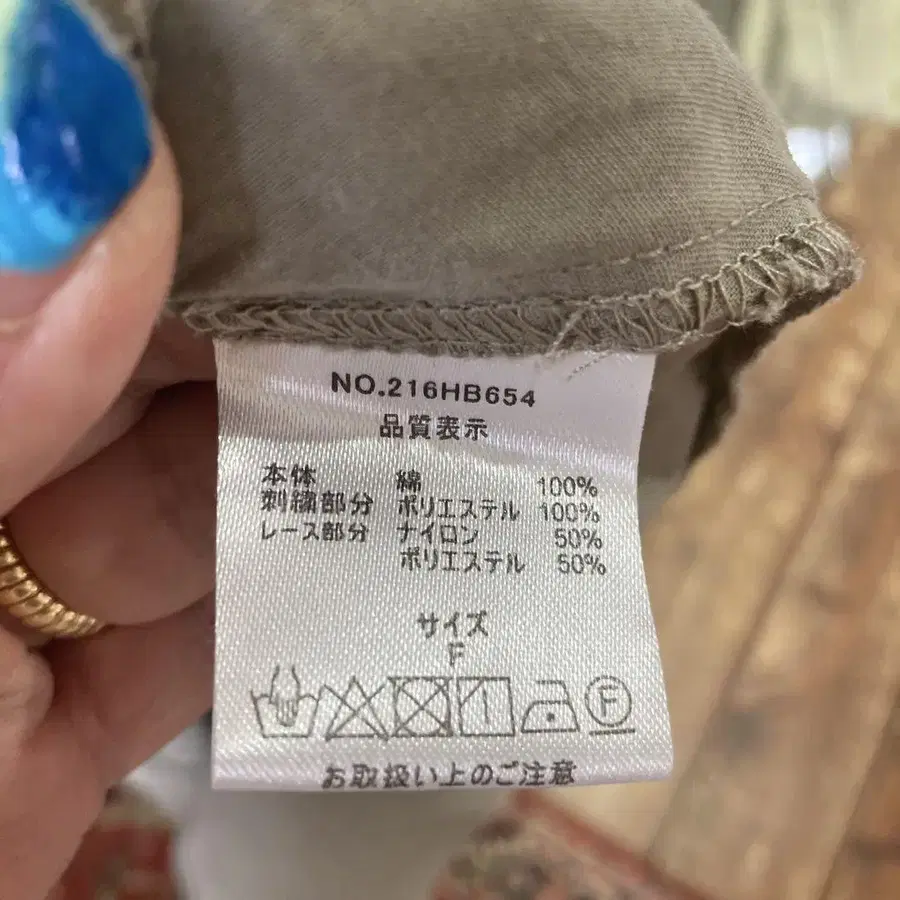 NO.216HB654
品質表示
本体 綿 100%
刺繍部分 ポリエステル 100%
レース部分 ナイロン 50%
ポリエステル 50%
サイズ
F
F
お取扱い上のご注意